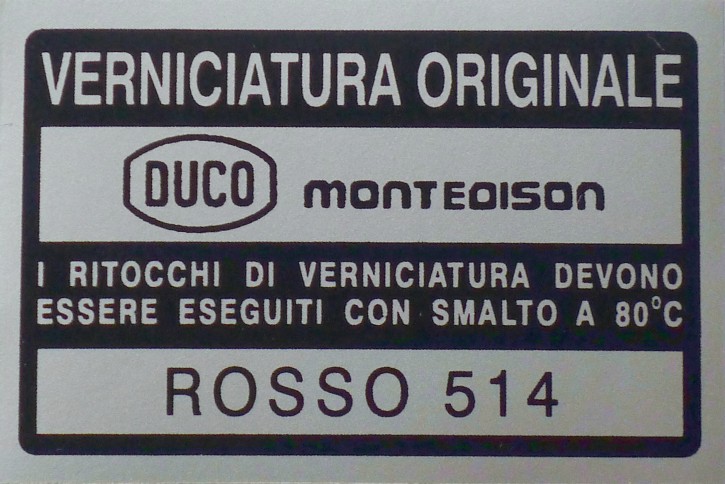 VERNICIATURA ORIGINALE
DUCO MONTEDISON
I RITOCCHI DI VERNICIATURA DEVONO
ESSERE ESEGUITI CON SMALTO A 80°C
ROSSO 514